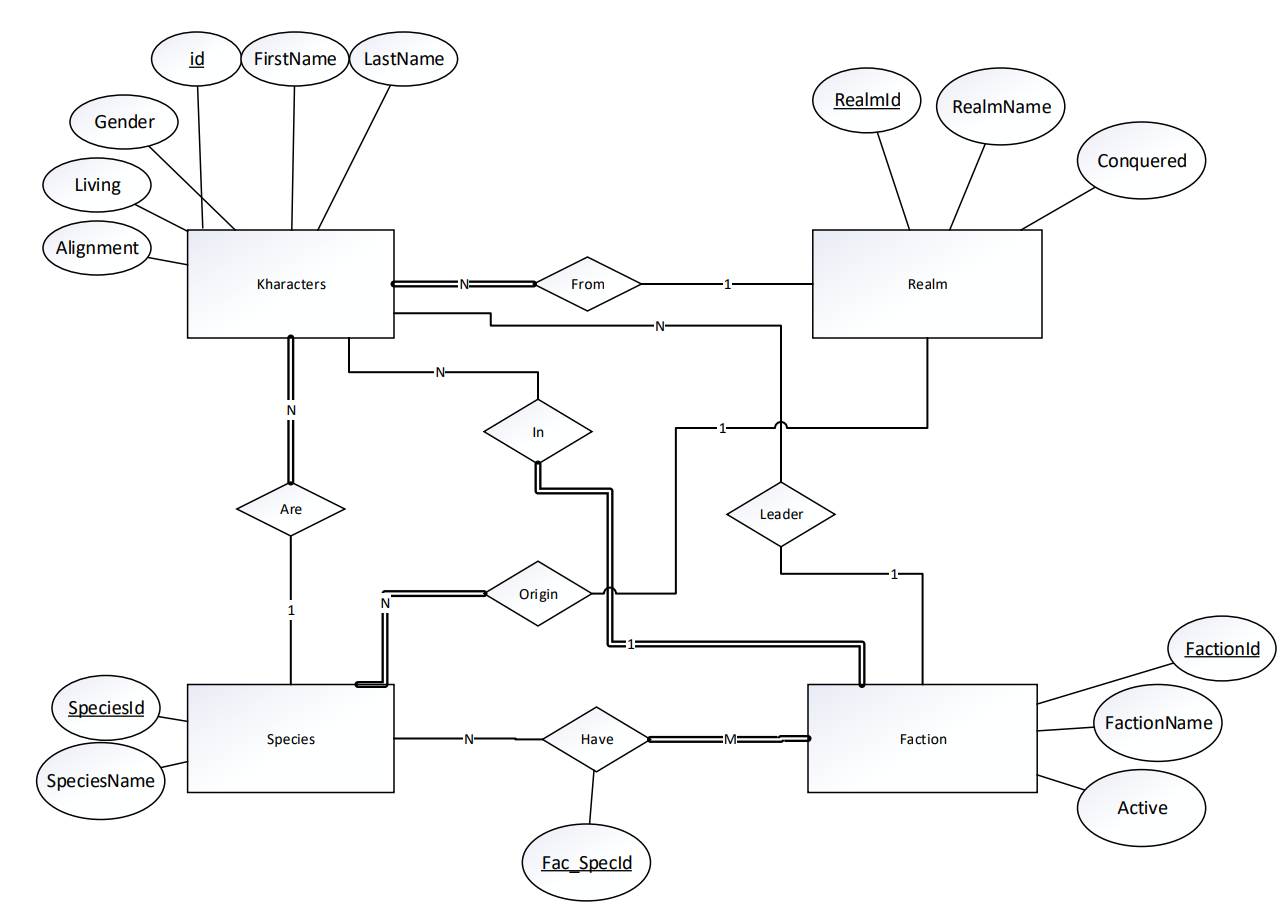 id
FirstName
LastName
Gender
Living
Alignment
RealmId
RealmName
Conquered
Kharacters
N
From
1
Realm
N
N
In
1
N
Are
Leader
1
Origin
N
1
1
SpeciesId
SpeciesName
Species
N
Have
M
Faction
FactionId
FactionName
Active
Fac_SpecId